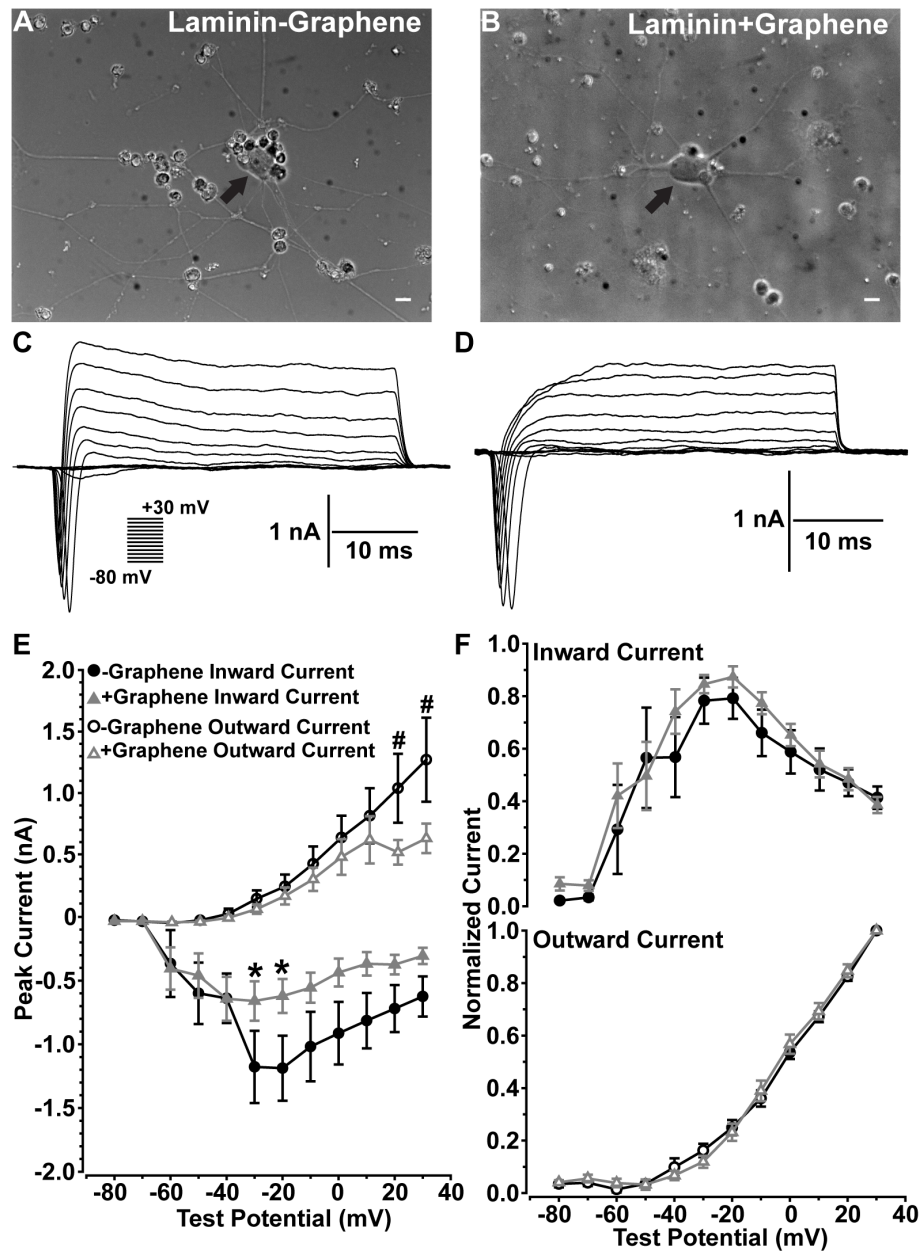 A
Laminin-Graphene
B
Laminin+Graphene
C
+30 mV
-80 mV
1 nA
10 ms
D
1 nA
10 ms
E
-Graphene Inward Current
+Graphene Inward Current
-Graphene Outward Current
+Graphene Outward Current
#
#
* *
Peak Current (nA)
2.0
1.5
1.0
0.5
0
-0.5
-1.0
-1.5
-2.0
-80 -60 -40 -20 0 20 40
Test Potential (mV)
F
Inward Current
Normalized Current
1.0
0.8
0.6
0.4
0.2
0.0
Outward Current
1.0
0.8
0.6
0.4
0.2
0.0
-80 -60 -40 -20 0 20 40
Test Potential (mV)